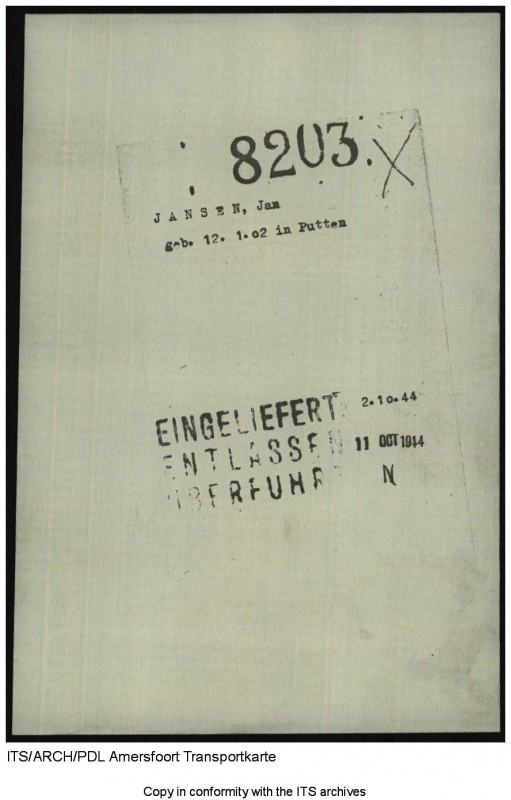 8203. X
JANSEN, Jan
geb. 12. 1.02 in Putten
EINGELIEFERT: 2.10.44
ENTLASSEN 11 OCT 1944
ÜBERFUHRT N
ITS/ARCH/PDL Amersfoort Transportkarte
Copy in conformity with the ITS archives